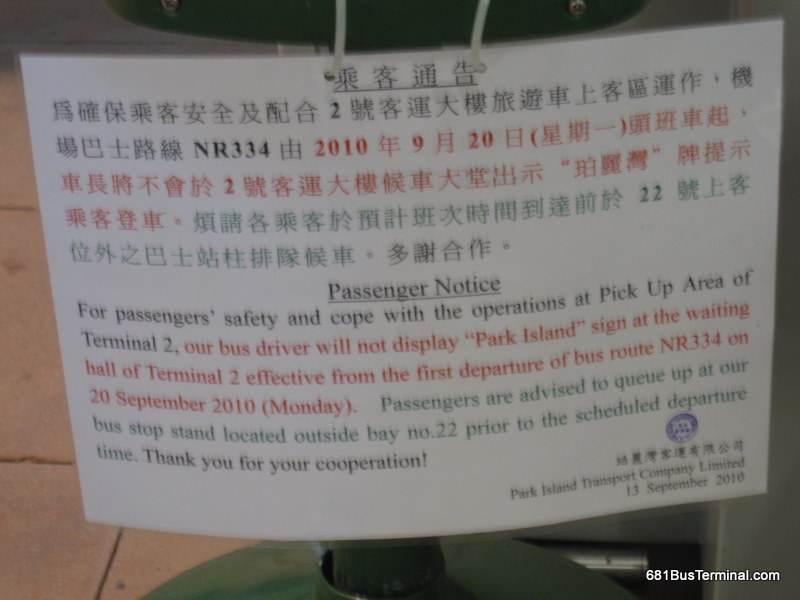 乘客通告
為確保乘客安全及配合 2 號客運大樓旅遊車上客區運作，機
場巴士路線 NR334 由 2010 年 9 月 20 日(星期一)頭班車起，
車長將不會於 2 號客運大樓候車大堂出示 “珀麗灣” 牌提示
乘客登車。煩請各乘客於預計班次時間到達前於 22 號上客
位外之巴士站柱排隊候車。多謝合作。
Passenger Notice
For passengers’ safety and cope with the operations at Pick Up Area of
Terminal 2, our bus driver will not display “Park Island” sign at the waiting
hall of Terminal 2 effective from the first departure of bus route NR334 on
20 September 2010 (Monday). Passengers are advised to queue up at our
bus stop stand located outside bay no.22 prior to the scheduled departure
time. Thank you for your cooperation!
珀麗灣客運有限公司
Park Island Transport Company Limited
13 September 2010
681BusTerminal.com